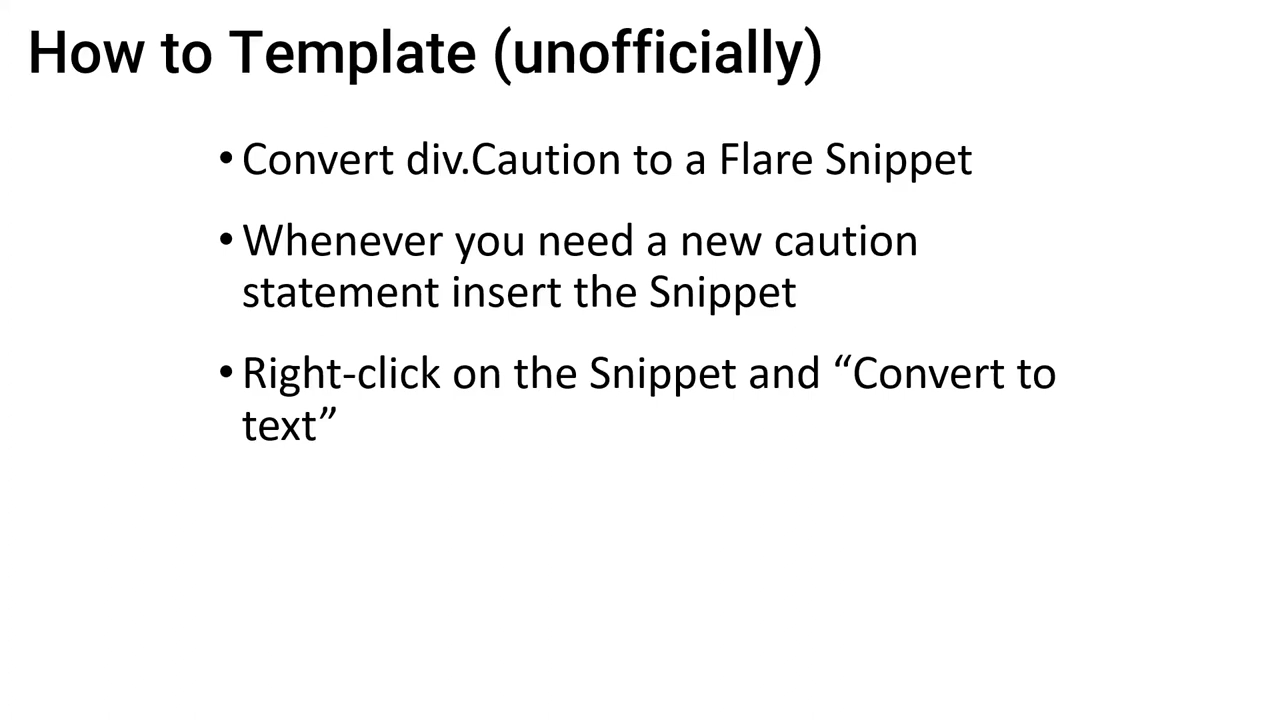 How to Template (unofficially)
• Convert div.Caution to a Flare Snippet
• Whenever you need a new caution
statement insert the Snippet
• Right-click on the Snippet and “Convert to
text”